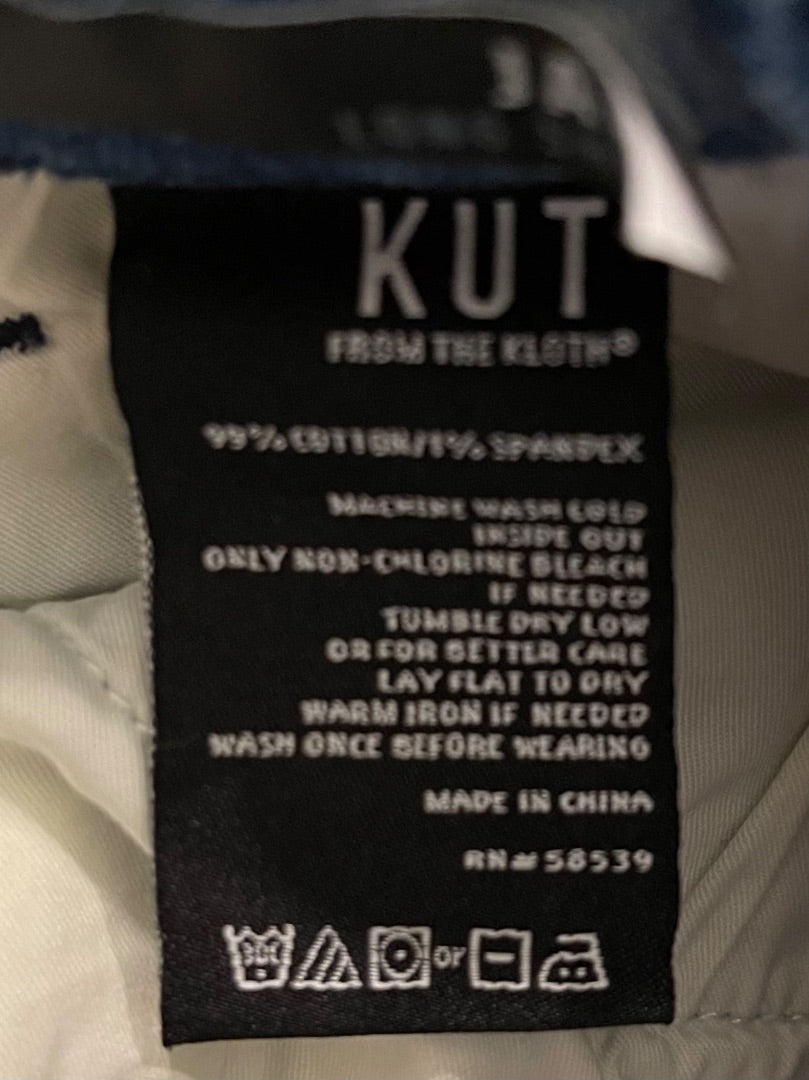 KUT
FROM THE KLOTH®
99% COTTON/1% SPANDEX
MACHINE WASH COLD
INSIDE OUT
ONLY NON-CHLORINE BLEACH
IF NEEDED
TUMBLE DRY LOW
OR FOR BETTER CARE
LAY FLAT TO DRY
WARM IRON IF NEEDED
WASH ONCE BEFORE WEARING
MADE IN CHINA
RN# 58539
or